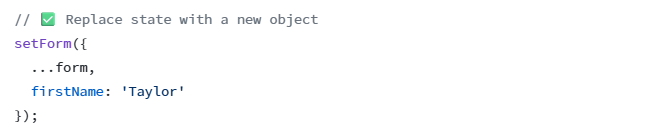 // ✅ Replace state with a new object
setForm({
  ...form,
  firstName: 'Taylor'
});